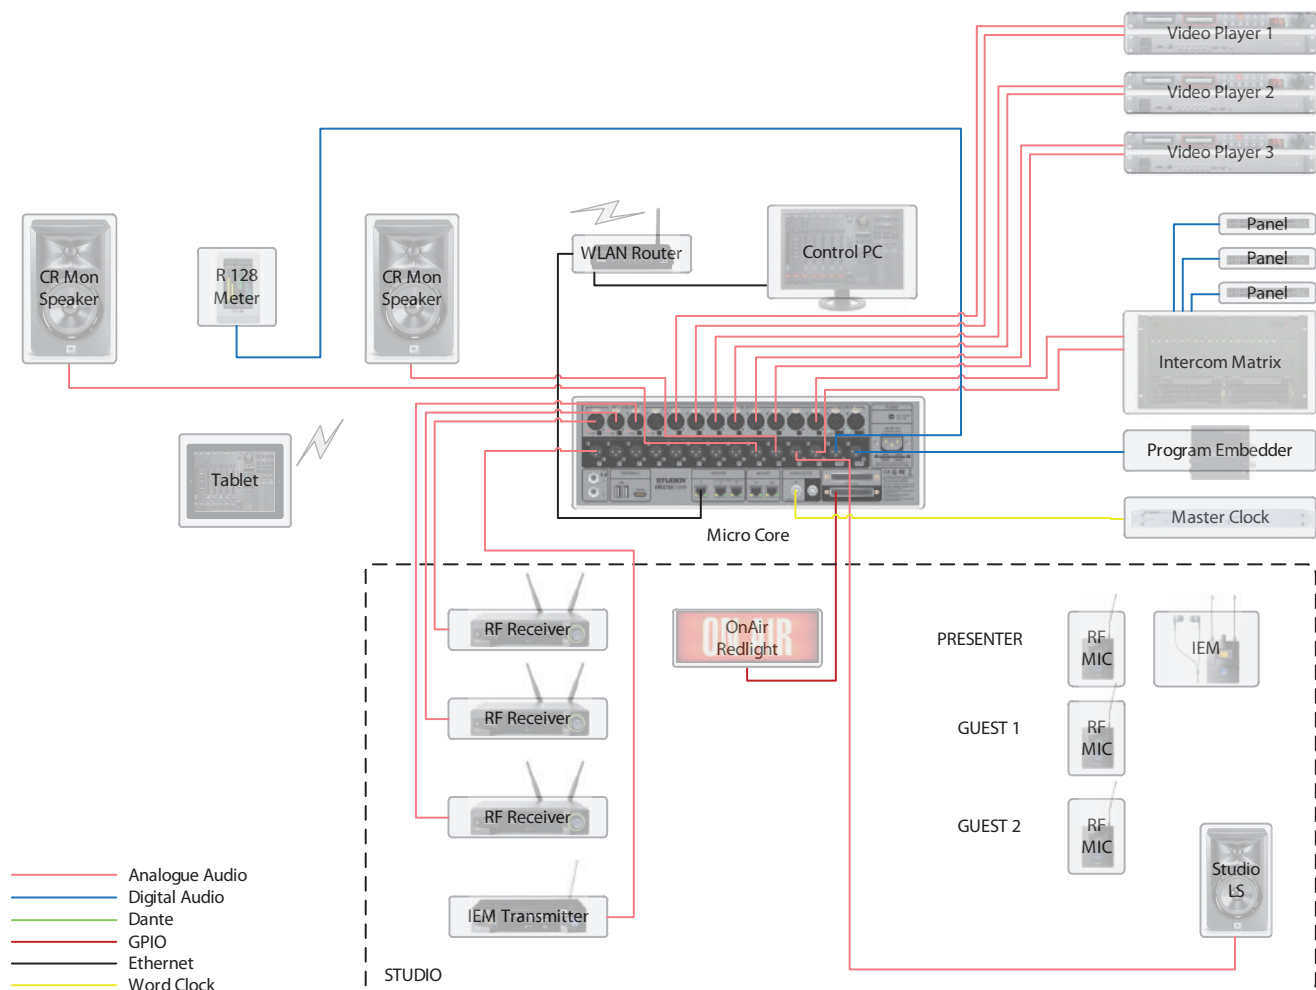 Video Player 1
Video Player 2
Video Player 3
Panel
Panel
Panel
CR Mon
Speaker
R 128
Meter
CR Mon
Speaker
WLAN Router
Control PC
Intercom Matrix
Tablet
STUDER
Program Embedder
Master Clock
Micro Core
RF Receiver
OnAir
Redlight
ON AIR
PRESENTER
RF
MIC
IEM
RF Receiver
GUEST 1
RF
MIC
RF Receiver
GUEST 2
RF
MIC
Studio
LS
IEM Transmitter
STUDIO
Analogue Audio
Digital Audio
Dante
GPIO
Ethernet
Word Clock